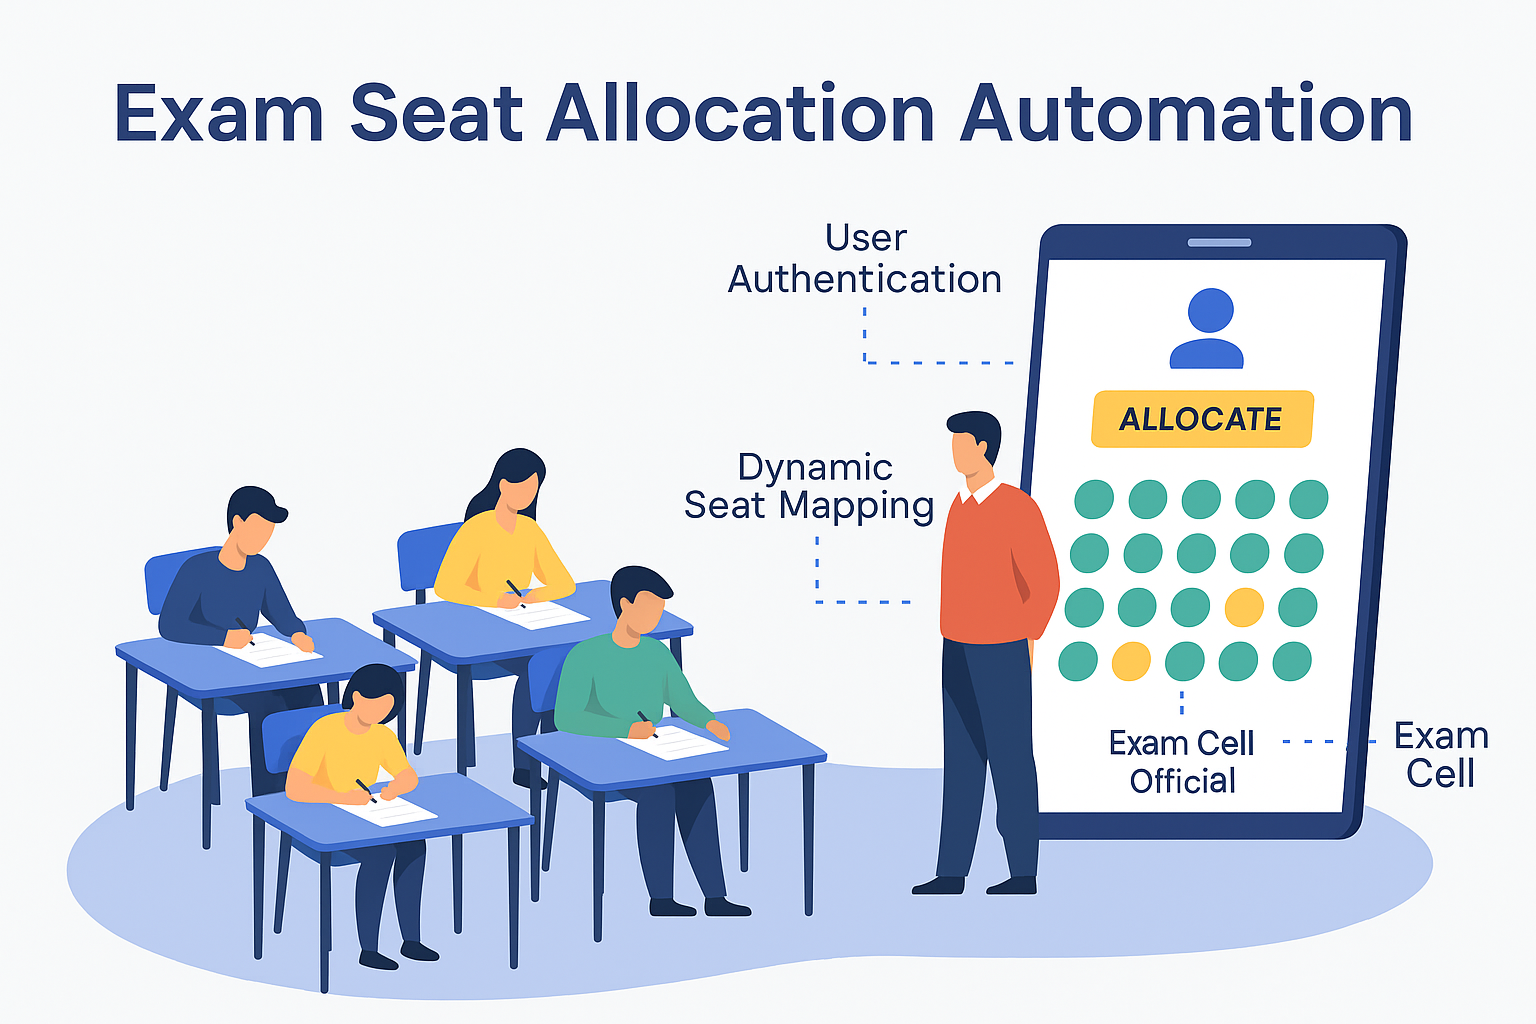 Exam Seat Allocation Automation
User
Authentication
ALLOCATE
Dynamic
Seat Mapping
Exam Cell
Official
Exam
Cell